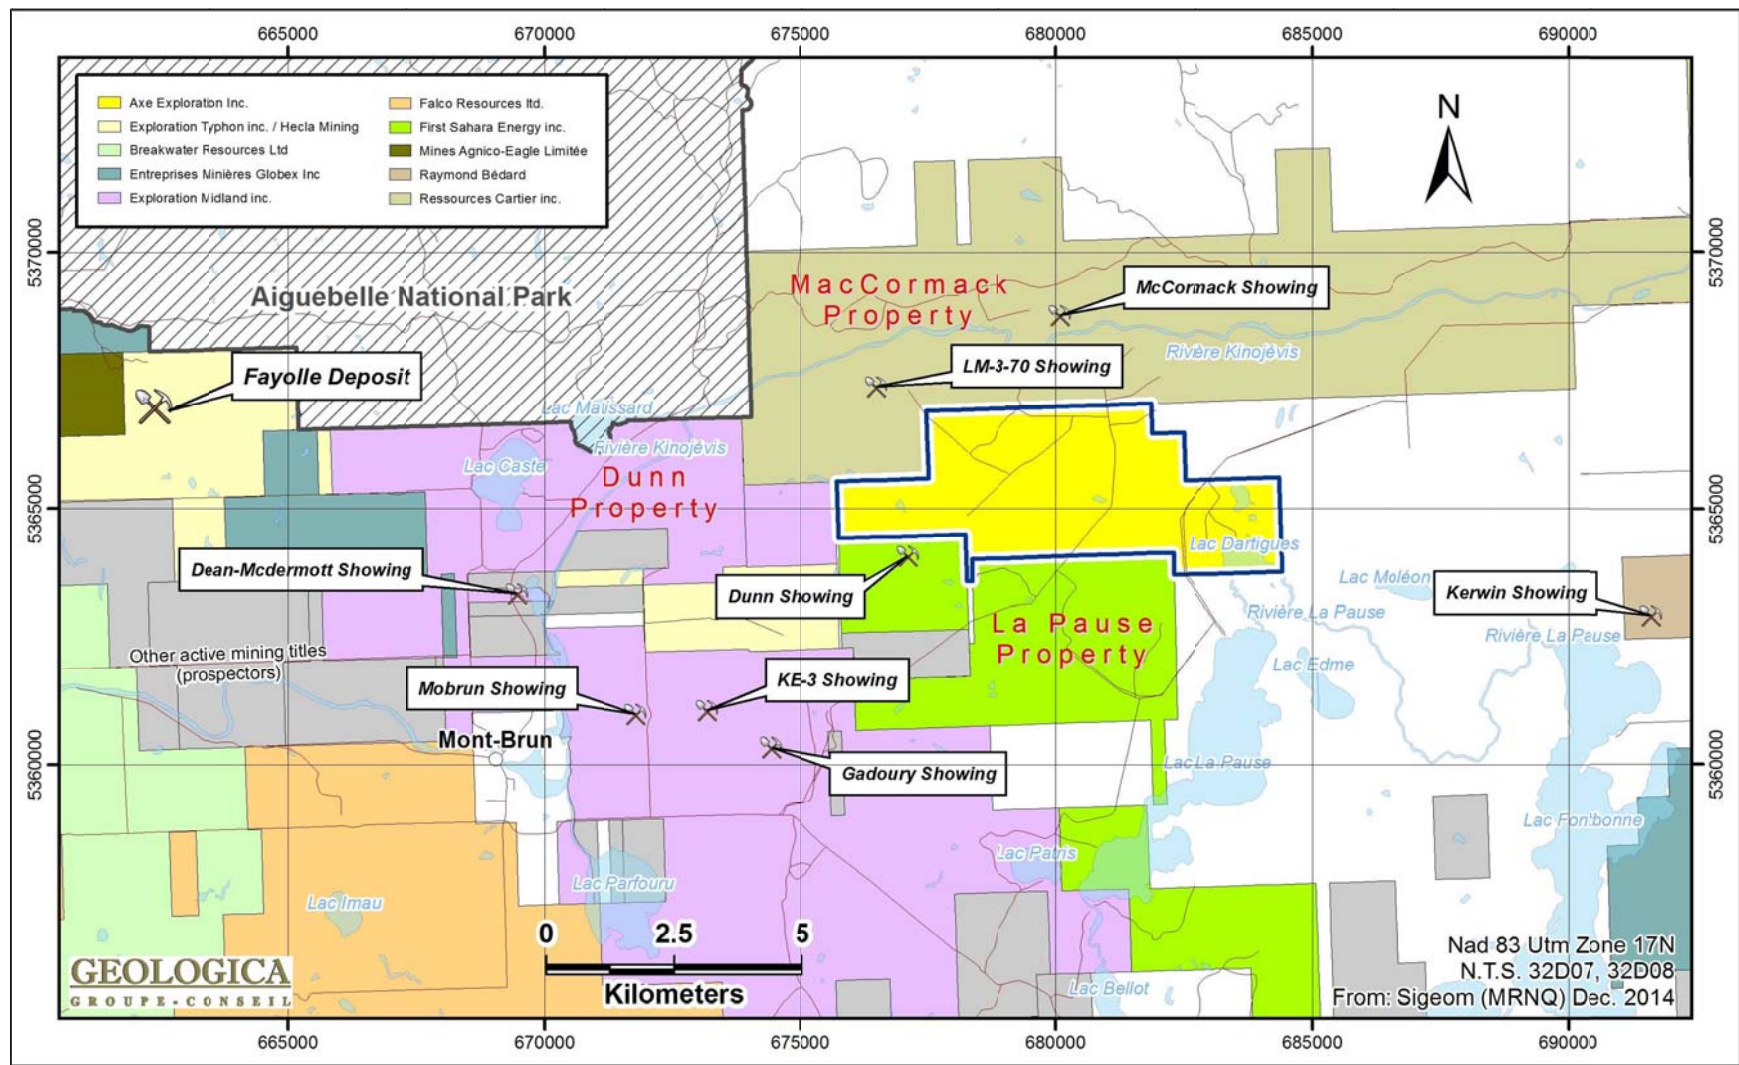 665000 670000 675000 680000 685000 690000
Axe Exploration Inc.
Exploration Typhon inc. / Hecla Mining
Breakwater Resources Ltd
Entreprises Minières Globex Inc
Exploration Midland inc.
Falco Resources ltd.
First Sahara Energy inc.
Mines Agnico-Eagle Limitée
Raymond Bédard
Ressources Cartier inc.
N
5370000
5370000
Aiguebelle National Park
MacCormack
Property
McCormack Showing
Rivière Kinojévis
LM-3-70 Showing
Fayolle Deposit
Lac Matissard
Rivière Kinojévis
Lac Caste
Dunn
Property
5365000
5365000
Lac Dartigues
Dean-Mcdermott Showing
Dunn Showing
Lac Moléon
Rivière La Pause
Kerwin Showing
Rivière La Pause
La Pause
Property
Other active mining titles
(prospectors)
Lac Edme
Mobrun Showing
KE-3 Showing
Mont-Brun
Gadoury Showing
Lac La Pause
5360000
5360000
Lac Fontbonne
Lac Patris
Lac Parfouru
Lac Imau
0 2.5 5
Kilometers
Lac Bellot
GEOLOGICA
GROUPE-CONSEIL
Nad 83 Utm Zone 17N
N.T.S. 32D07, 32D08
From: Sigeom (MRNQ) Dec. 2014
665000 670000 675000 680000 685000 690000